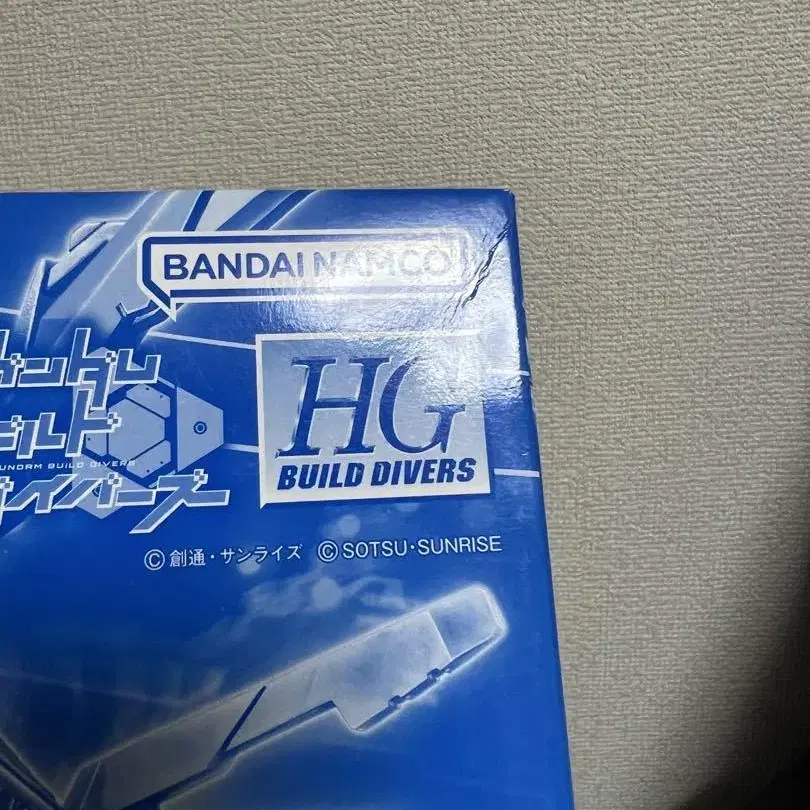 BANDAI NAMCO
ガンダム
ビルド
GUNDAM BUILD DIVERS
ダイバーズ
HG
BUILD DIVERS
© 創通・サンライズ © SOTSU・SUNRISE